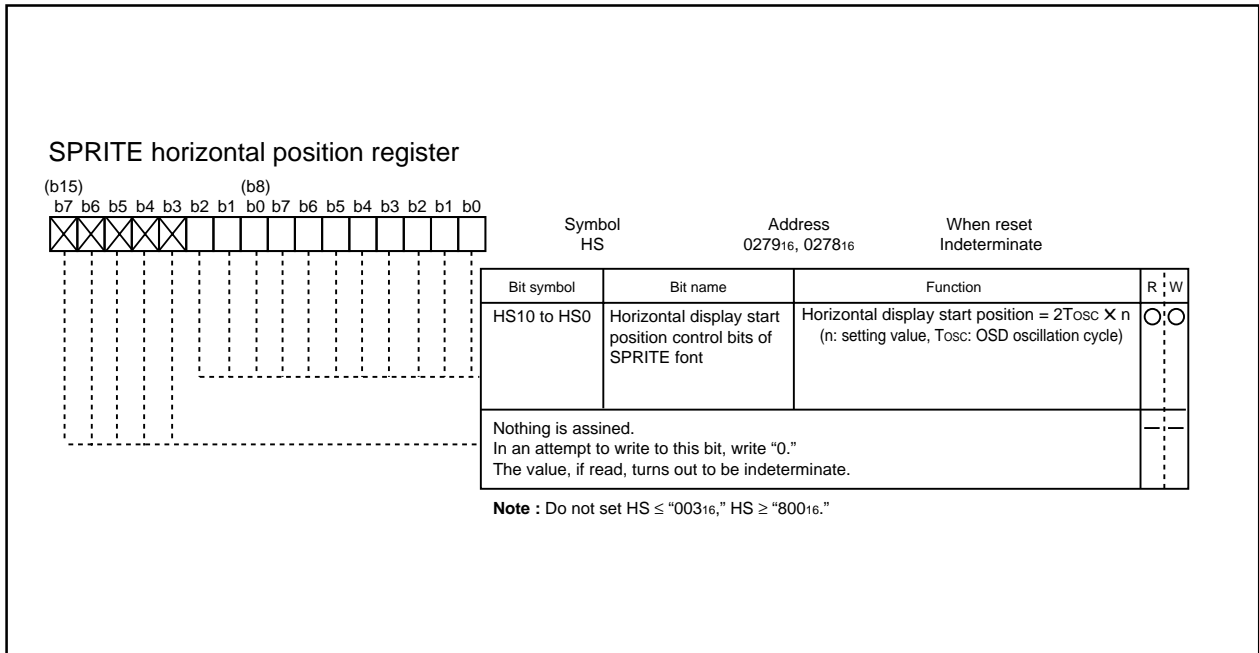 SPRITE horizontal position register
(b15) (b8)
b7 b6 b5 b4 b3 b2 b1 b0 b7 b6 b5 b4 b3 b2 b1 b0
Symbol Address When reset
HS 027916, 027816 Indeterminate
Bit symbol Bit name Function R W
HS10 to HS0 Horizontal display start Horizontal display start position = 2Tosc X n
position control bits of (n: setting value, Tosc: OSD oscillation cycle)
SPRITE font
Nothing is assined.
In an attempt to write to this bit, write “0.”
The value, if read, turns out to be indeterminate.
Note : Do not set HS ≤ “00316,” HS ≥ “80016.”